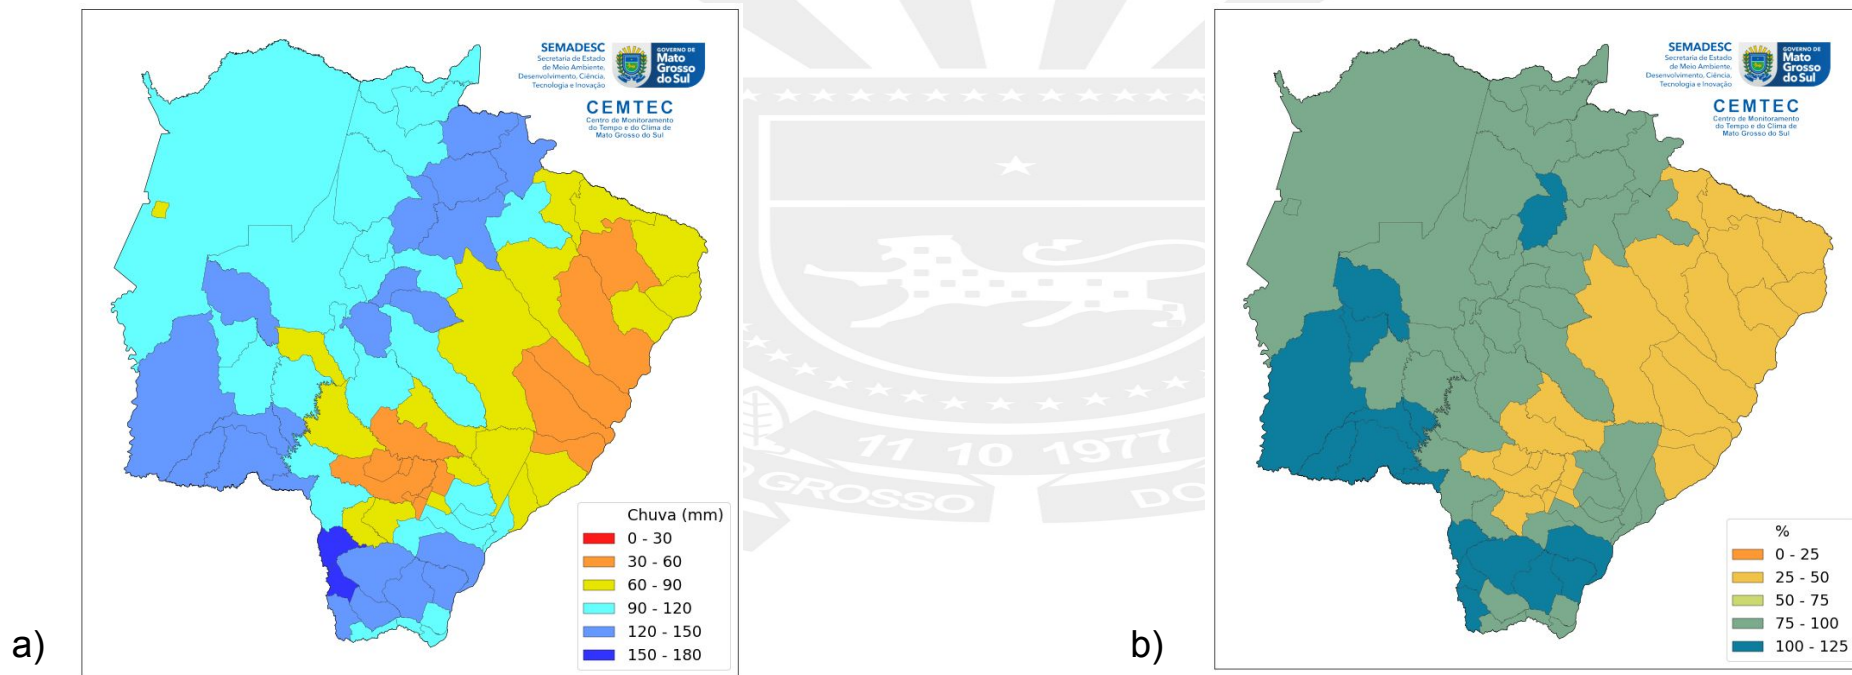 SEMADESC
Secretaria de Estado
de Meio Ambiente,
Desenvolvimento, Ciência,
Tecnologia e Inovação
GOVERNO DE
Mato
Grosso
do Sul
CEMTEC
Centro de Monitoramento
do Tempo e do Clima de
Mato Grosso do Sul
Chuva (mm)
0 - 30
30 - 60
60 - 90
90 - 120
120 - 150
150 - 180
a)
11 10 1977
GROSSO
DO
SEMADESC
Secretaria de Estado
de Meio Ambiente,
Desenvolvimento, Ciência,
Tecnologia e Inovação
GOVERNO DE
Mato
Grosso
do Sul
CEMTEC
Centro de Monitoramento
do Tempo e do Clima de
Mato Grosso do Sul
%
0 - 25
25 - 50
50 - 75
75 - 100
100 - 125
b)